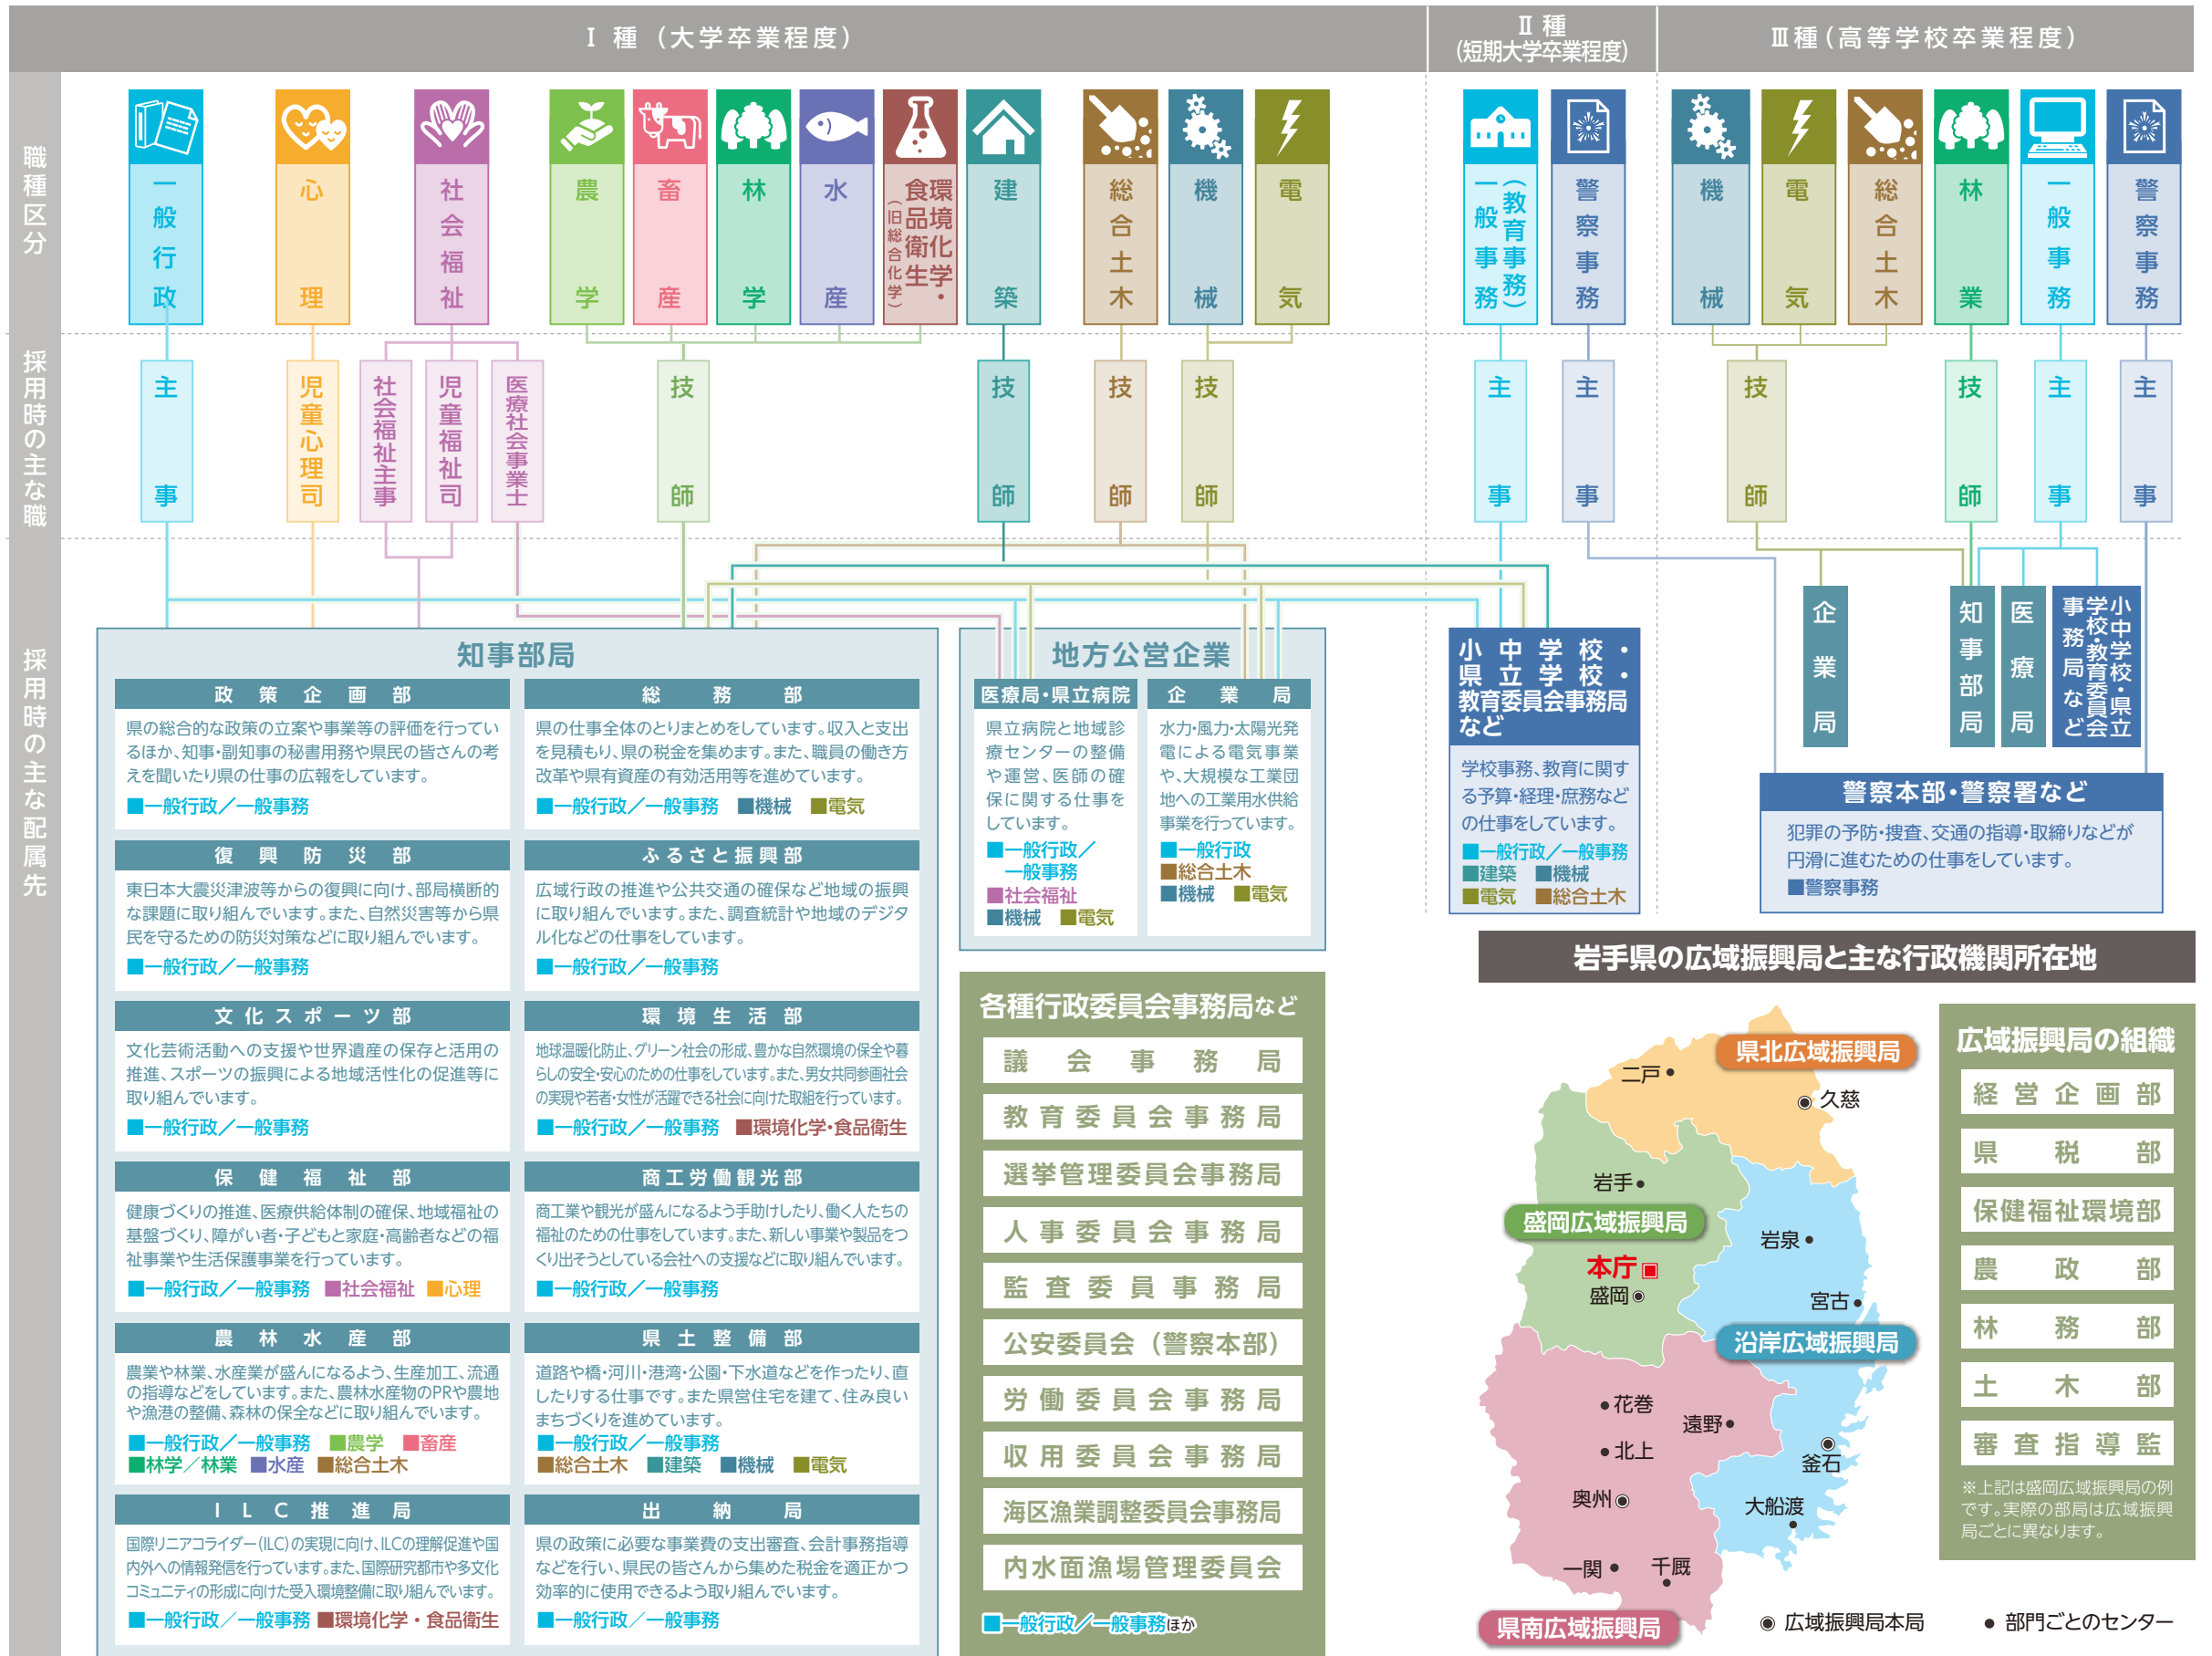 Ⅰ 種 （大学卒業程度）
Ⅱ 種
（短期大学卒業程度）
Ⅲ種（高等学校卒業程度）
職種区分
一般行政
心理
社会福祉
農学
畜産
林学
水産
環境化学・
食品衛生
（旧総合化学）
建築
総合土木
機械
電気
一般事務
（教育事務）
警察事務
機械
電気
総合土木
林業
一般事務
警察事務
採用時の主な職
主事
児童心理司
社会福祉主事
児童福祉司
医療社会事業士
技師
技師
技師
技師
主事
主事
技師
技師
主事
主事
採用時の主な配属先
知事部局
政策企画部
県の総合的な政策の立案や事業等の評価を行ってい
るほか、知事・副知事の秘書用務や県民の皆さんの考
えを聞いたり県の仕事の広報をしています。
■一般行政／一般事務
総務部
県の仕事全体のとりまとめをしています。収入と支出
を見積もり、県の税金を集めます。また、職員の働き方
改革や県有資産の有効活用等を進めています。
■一般行政／一般事務 ■機械 ■電気
復興防災部
東日本大震災津波等からの復興に向け、部局横断的
な課題に取り組んでいます。また、自然災害等から県
民を守るための防災対策などに取り組んでいます。
■一般行政／一般事務
ふるさと振興部
広域行政の推進や公共交通の確保など地域の振興
に取り組んでいます。また、調査統計や地域のデジタ
ル化などの仕事をしています。
■一般行政／一般事務
文化スポーツ部
文化芸術活動への支援や世界遺産の保存と活用の
推進、スポーツの振興による地域活性化の促進等に
取り組んでいます。
■一般行政／一般事務
環境生活部
地球温暖化防止、グリーン社会の形成、豊かな自然環境の保全や暮
らしの安全・安心のための仕事をしています。また、男女共同参画社会
の実現や若者・女性が活躍できる社会に向けた取組を行っています。
■一般行政／一般事務 ■環境化学・食品衛生
保健福祉部
健康づくりの推進、医療供給体制の確保、地域福祉の
基盤づくり、障がい者・子どもと家庭・高齢者などの福
祉事業や生活保護事業を行っています。
■一般行政／一般事務 ■社会福祉 ■心理
商工労働観光部
商工業や観光が盛んになるよう手助けしたり、働く人たちの
福祉のための仕事をしています。また、新しい事業や製品をつ
くり出そうとしている会社への支援などに取り組んでいます。
■一般行政／一般事務
農林水産部
農業や林業、水産業が盛んになるよう、生産加工、流通
の指導などをしています。また、農林水産物のPRや農地
や漁港の整備、森林の保全などに取り組んでいます。
■一般行政／一般事務 ■農学 ■畜産
■林学／林業 ■水産 ■総合土木
県土整備部
道路や橋・河川・港湾・公園・下水道などを作ったり、直
したりする仕事です。また県営住宅を建て、住み良い
まちづくりを進めています。
■一般行政／一般事務
■総合土木 ■建築 ■機械 ■電気
ILC推進局
国際リニアコライダー（ILC）の実現に向け、ILCの理解促進や国
内外への情報発信を行っています。また、国際研究都市や多文化
コミュニティの形成に向けた受入環境整備に取り組んでいます。
■一般行政／一般事務 ■環境化学・食品衛生
出納局
県の政策に必要な事業費の支出審査、会計事務指導
などを行い、県民の皆さんから集めた税金を適正かつ
効率的に使用できるよう取り組んでいます。
■一般行政／一般事務
地方公営企業
医療局・県立病院
県立病院と地域診
療センターの整備
や運営、医師の確
保に関する仕事を
しています。
■一般行政／
一般事務
■社会福祉
■機械 ■電気
企業局
水力・風力・太陽光発
電による電気事業
や、大規模な工業団
地への工業用水供給
事業を行っています。
■一般行政
■総合土木
■機械 ■電気
各種行政委員会事務局など
議会事務局
教育委員会事務局
選挙管理委員会事務局
人事委員会事務局
監査委員事務局
公安委員会（警察本部）
労働委員会事務局
収用委員会事務局
海区漁業調整委員会事務局
内水面漁場管理委員会
■一般行政／一般事務ほか
小中学校・
県立学校・
教育委員会事務局
など
学校事務、教育に関す
る予算・経理・庶務など
の仕事をしています。
■一般行政／一般事務
■建築 ■機械
■電気 ■総合土木
企業局
知事部局
医療局
小中学校・県立
学校・教育委員会
事務局など
警察本部・警察署など
犯罪の予防・捜査、交通の指導・取締りなどが
円滑に進むための仕事をしています。
■警察事務
岩手県の広域振興局と主な行政機関所在地
県北広域振興局
二戸
久慈
岩手
盛岡広域振興局
本庁
盛岡
岩泉
宮古
沿岸広域振興局
花巻
遠野
北上
釜石
奥州
大船渡
一関
千厩
県南広域振興局
◉ 広域振興局本局
● 部門ごとのセンター
広域振興局の組織
経営企画部
県税部
保健福祉環境部
農政部
林務部
土木部
審査指導監
※上記は盛岡広域振興局の例
です。実際の部局は広域振興
局ごとに異なります。